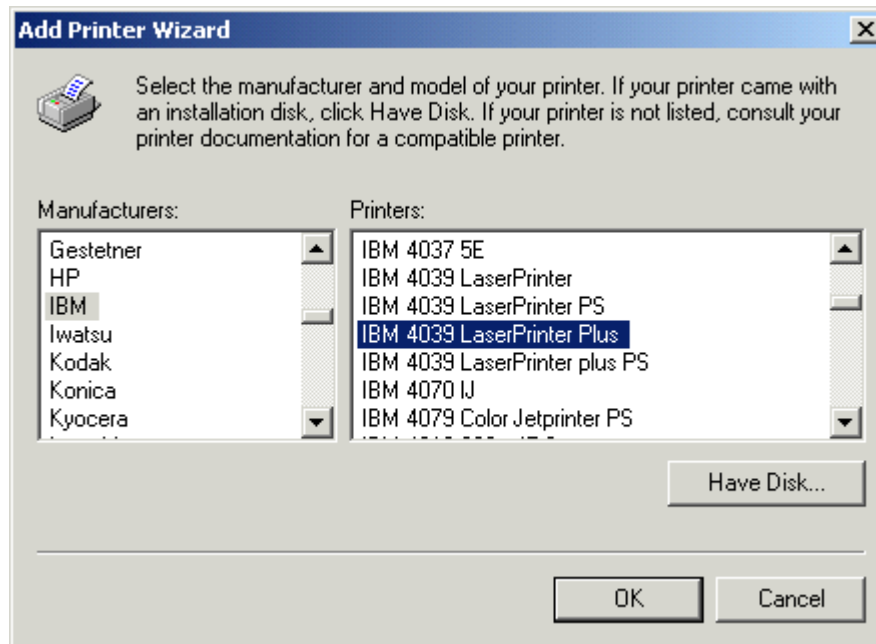 Add Printer Wizard
Select the manufacturer and model of your printer. If your printer came with
an installation disk, click Have Disk. If your printer is not listed, consult your
printer documentation for a compatible printer.
Manufacturers:
Gestetner
HP
IBM
Iwatsu
Kodak
Konica
Kyocera
Printers:
IBM 4037 5E
IBM 4039 LaserPrinter
IBM 4039 LaserPrinter PS
IBM 4039 LaserPrinter Plus
IBM 4039 LaserPrinter plus PS
IBM 4070 IJ
IBM 4079 Color Jetprinter PS
Have Disk...
OK
Cancel